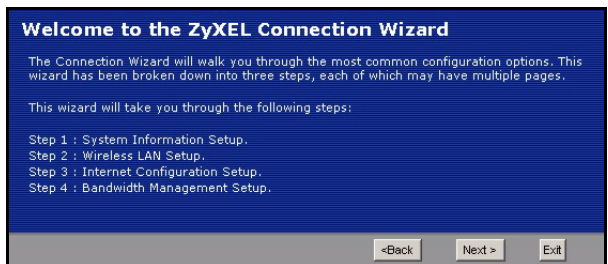 Welcome to the ZyXEL Connection Wizard
The Connection Wizard will walk you through the most common configuration options. This
wizard has been broken down into three steps, each of which may have multiple pages.
This wizard will take you through the following steps:
Step 1 : System Information Setup.
Step 2 : Wireless LAN Setup.
Step 3 : Internet Configuration Setup.
Step 4 : Bandwidth Management Setup.
<Back Next > Exit